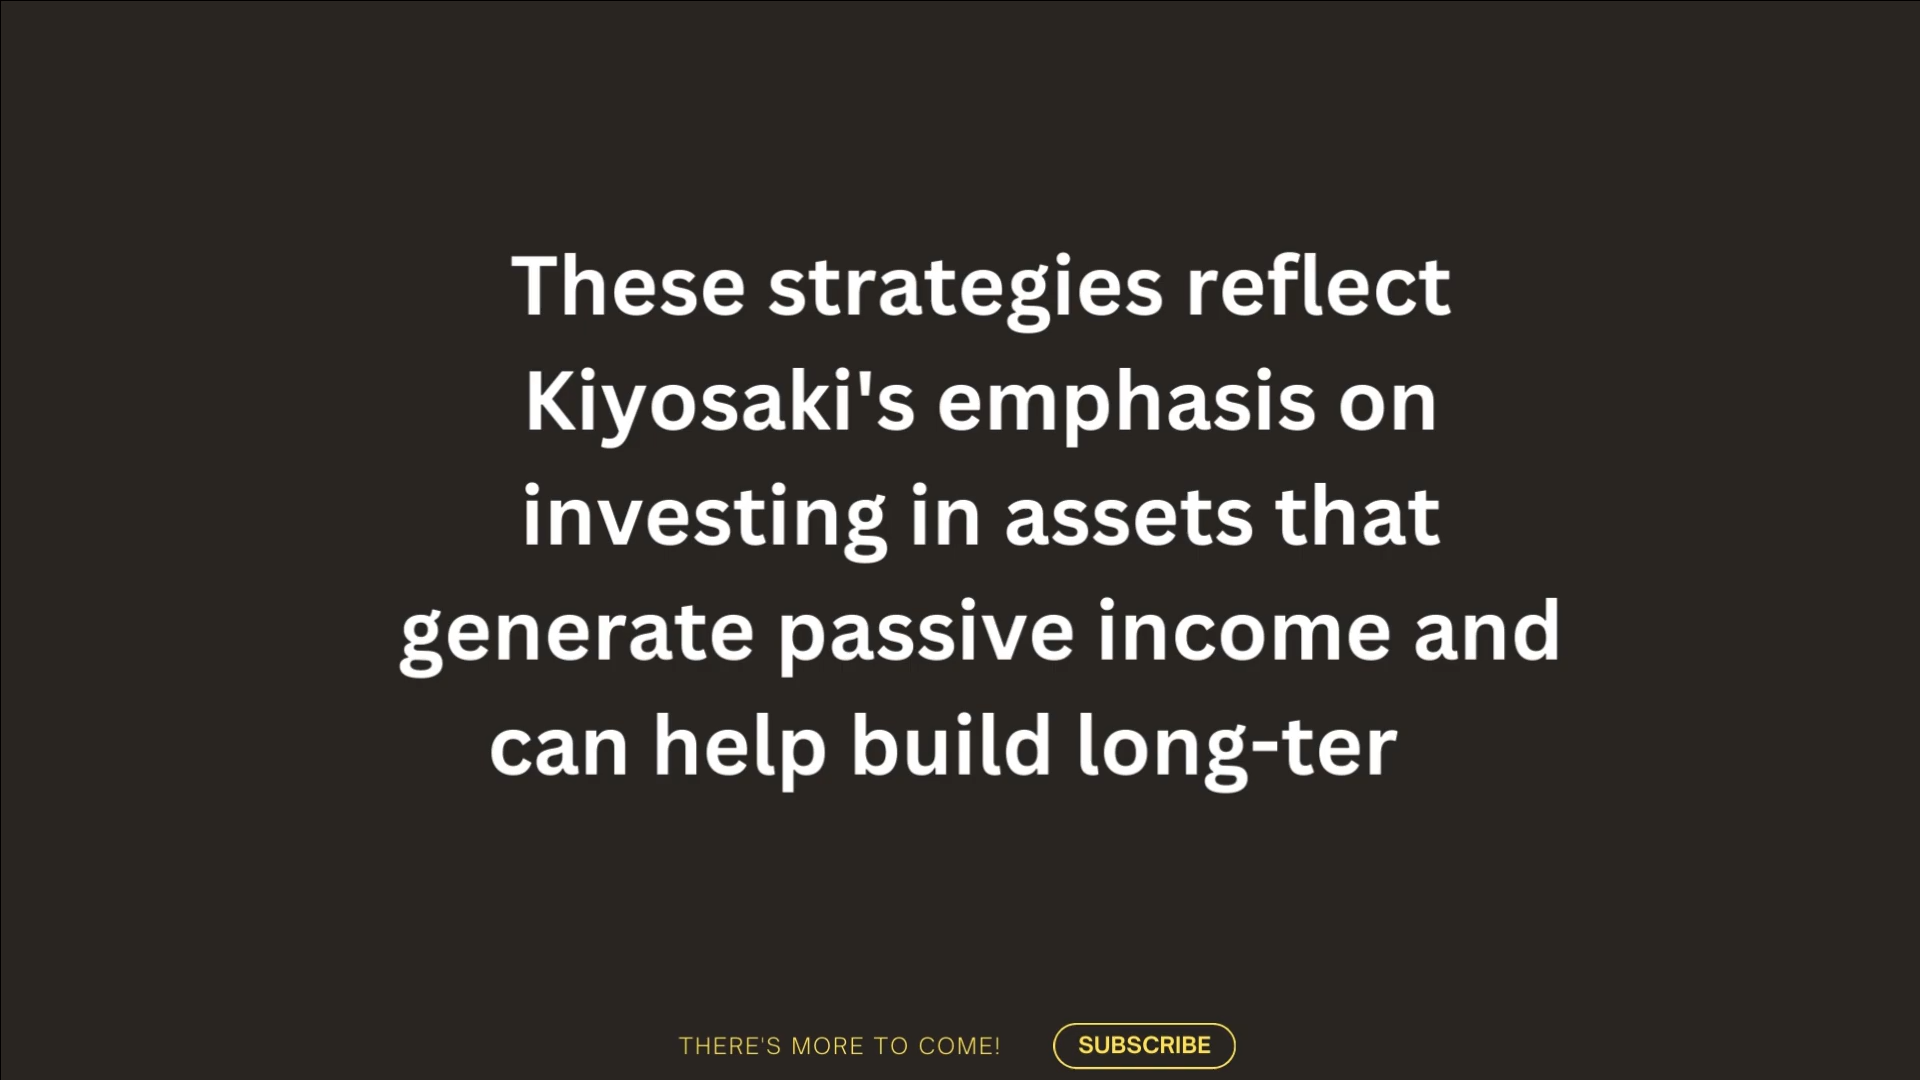 These strategies reflect
Kiyosaki's emphasis on
investing in assets that
generate passive income and
can help build long-ter
THERE'S MORE TO COME!
SUBSCRIBE